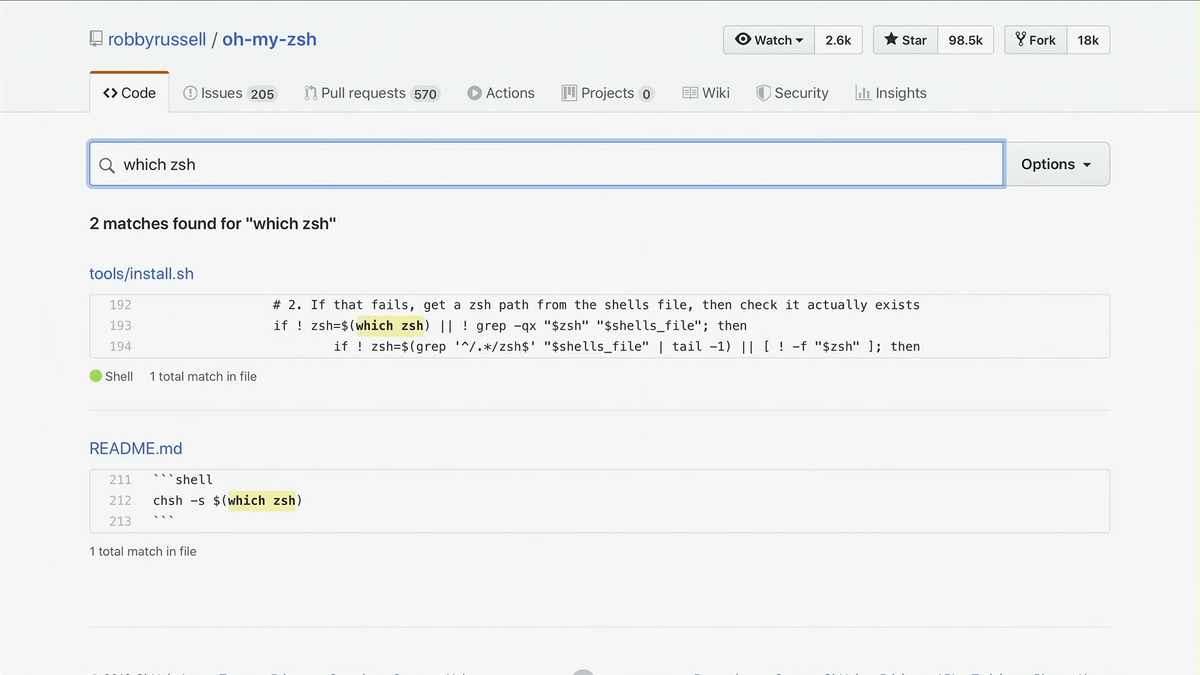 robbyrussell / oh-my-zsh
Watch 2.6k Star 98.5k Fork 18k
Code Issues 205 Pull requests 570 Actions Projects 0 Wiki Security Insights
which zsh Options
2 matches found for "which zsh"
tools/install.sh
192 # 2. If that fails, get a zsh path from the shells file, then check it actually exists
193 if ! zsh=$(which zsh) || ! grep -qx "$zsh" "$shells_file"; then
194 if ! zsh=$(grep '^/.*/zsh$' "$shells_file" | tail -1) || [ ! -f "$zsh" ]; then
Shell 1 total match in file
README.md
211 ```shell
212 chsh -s $(which zsh)
213 ```
1 total match in file